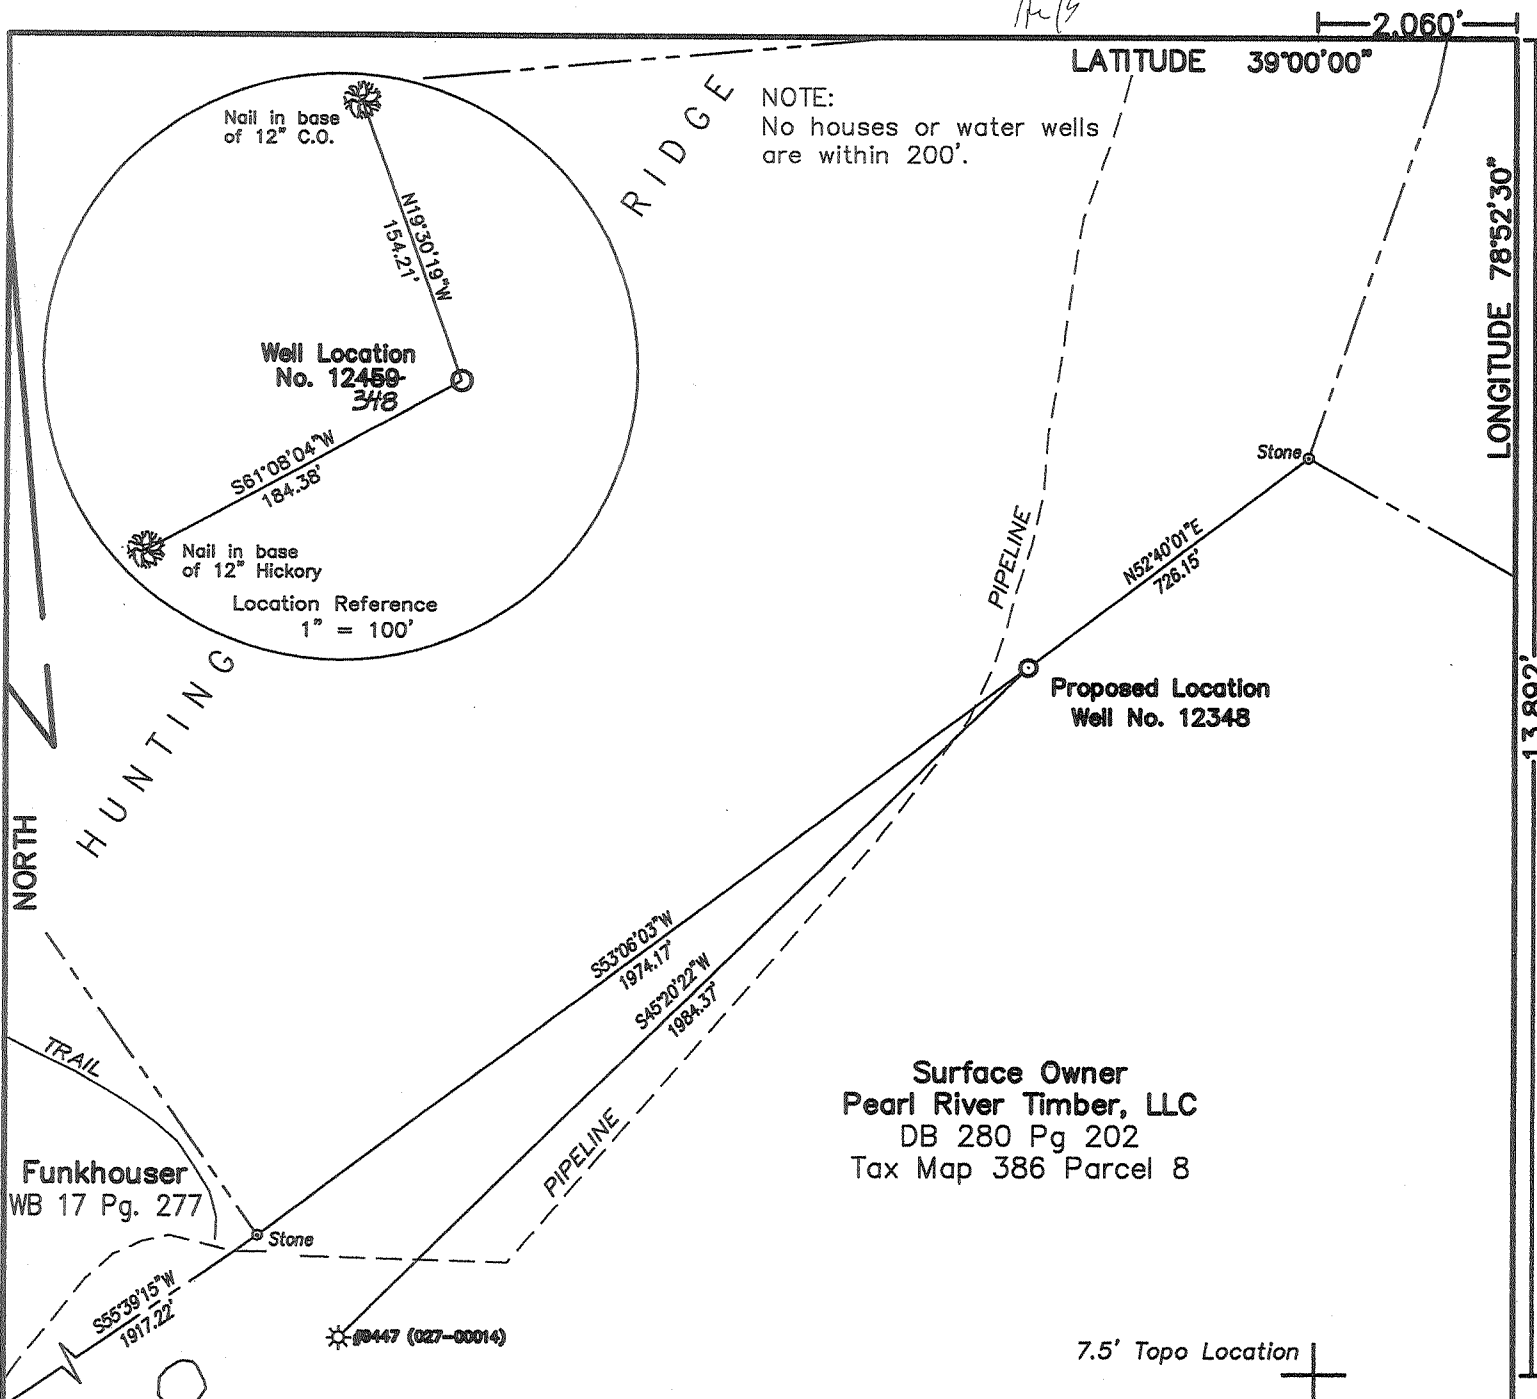 2,060'
LATITUDE 39°00'00"
LONGITUDE 78°52'30"
13,892'
NOTE:
No houses or water wells
are within 200'.
Nail in base
of 12" C.O.
N19°30'19"W
154.21'
Well Location
No. 12459
348
S61°08'04"W
184.38'
Nail in base
of 12" Hickory
Location Reference
1" = 100'
HUNTING RIDGE
NORTH
PIPELINE
Stone
N52°40'01"E
726.15'
Proposed Location
Well No. 12348
S53°06'03"W
1974.17'
S45°20'22"W
1984.37'
PIPELINE
TRAIL
Funkhouser
WB 17 Pg. 277
Stone
S55°39'15"W
1917.22'
#9447 (027-00014)
Surface Owner
Pearl River Timber, LLC
DB 280 Pg 202
Tax Map 386 Parcel 8
7.5' Topo Location